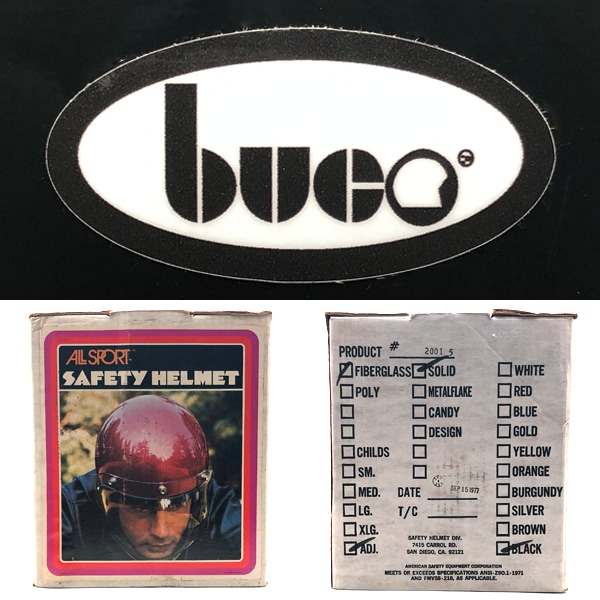 buco®
ALL SPORT™
SAFETY HELMET
PRODUCT # 2001 5
FIBERGLASS SOLID WHITE
POLY METALFLAKE RED
CANDY BLUE
DESIGN GOLD
CHILDS YELLOW
SM. ORANGE
MED. DATE SEP 15 1977 BURGUNDY
LG. T/C SILVER
XLG. BROWN
ADJ. BLACK
SAFETY HELMET DIV.
7415 CARROL RD.
SAN DIEGO, CA. 92121
AMERICAN SAFETY EQUIPMENT CORPORATION
MEETS OR EXCEEDS SPECIFICATIONS ANSI-Z90.1-1971
AND FMVSS-218, AS APPLICABLE.